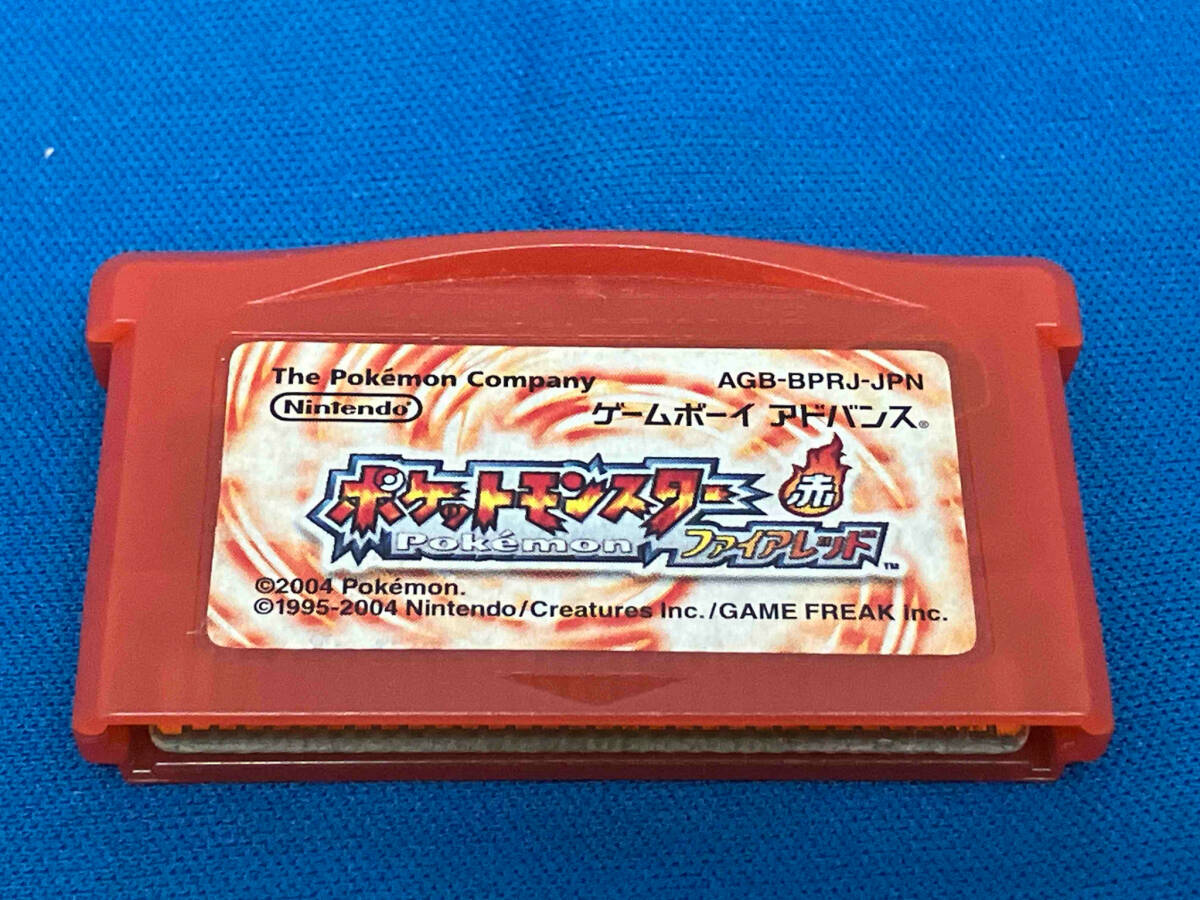 The Pokémon Company
AGB-BPRJ-JPN
Nintendo®
ゲームボーイ アドバンス®
ポケットモンスター
赤
Pokémon
ファイアレッド™
©2004 Pokémon.
©1995-2004 Nintendo/Creatures Inc./GAME FREAK inc.